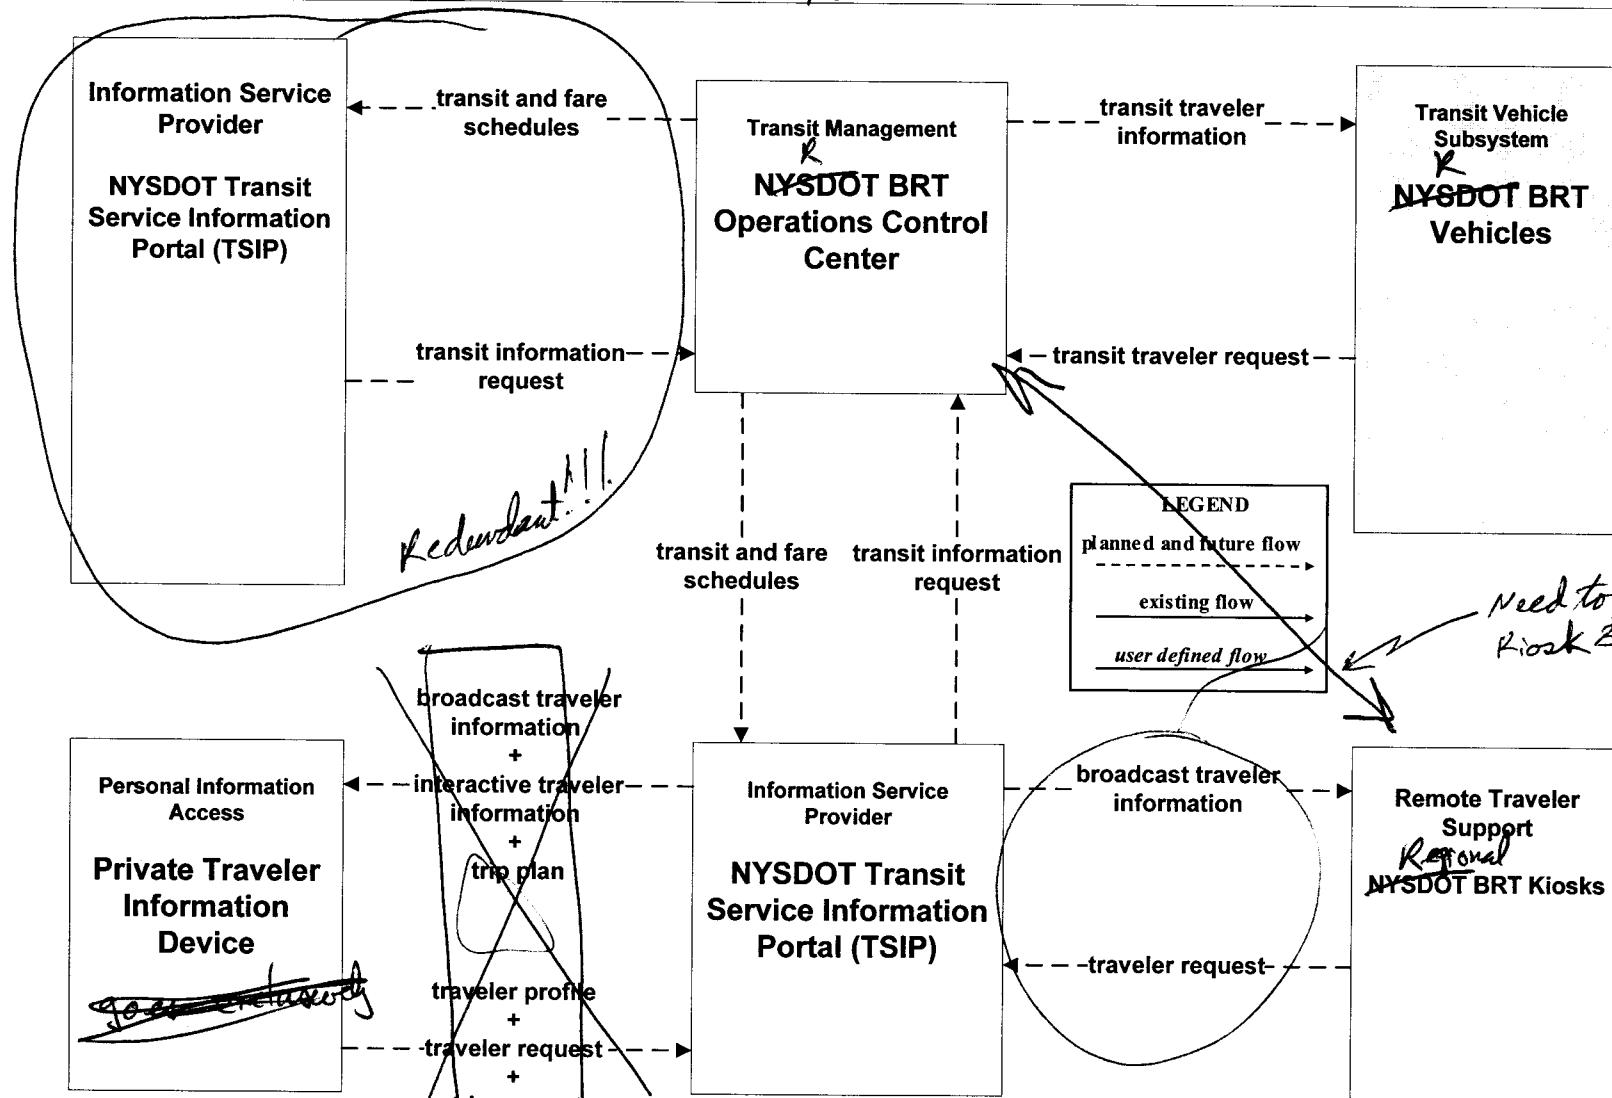 Information Service
Provider
NYSDOT Transit
Service Information
Portal (TSIP)
transit and fare
schedules
transit information
request
Redundant!!!
Transit Management
R
NYSDOT BRT
Operations Control
Center
transit traveler
information
transit traveler request
Transit Vehicle
Subsystem
R
NYSDOT BRT
Vehicles
transit and fare
schedules
transit information
request
LEGEND
planned and future flow
existing flow
user defined flow
Need to
Kiosk
Personal Information
Access
Private Traveler
Information
Device
broadcast traveler
information
+
interactive traveler
information
+
trip plan
traveler profile
+
traveler request
+
Information Service
Provider
NYSDOT Transit
Service Information
Portal (TSIP)
broadcast traveler
information
traveler request
Remote Traveler
Support
Regional
NYSDOT BRT Kiosks